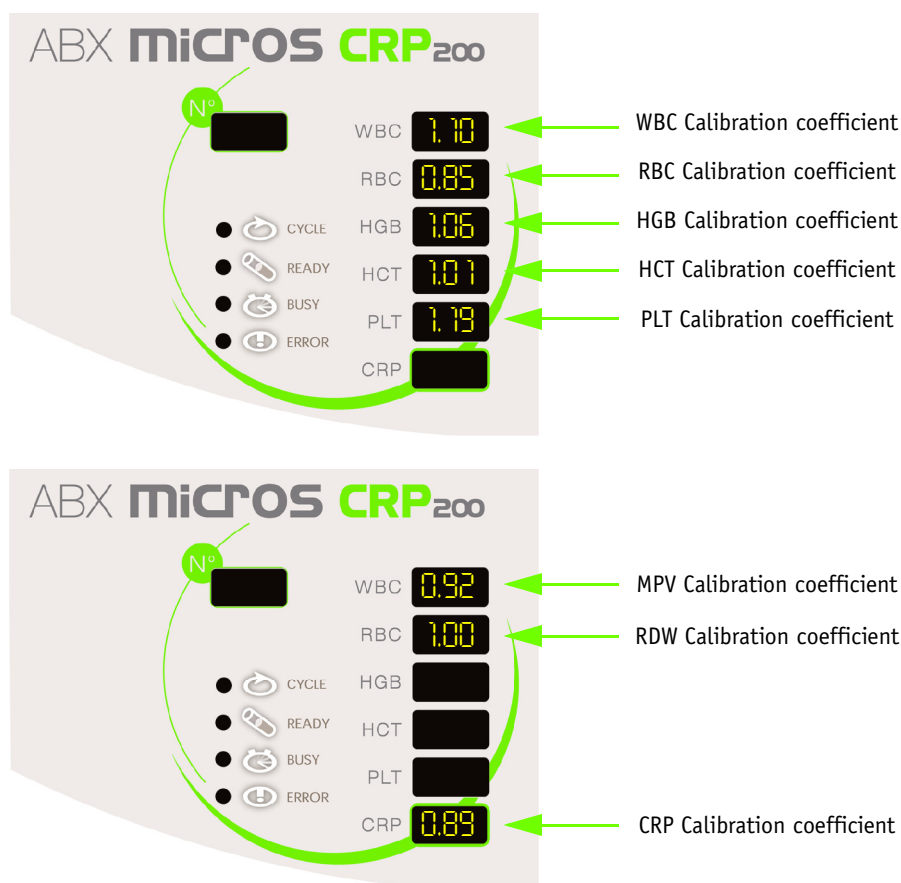 ABX micros CRP200
N°
WBC 1.10 WBC Calibration coefficient
RBC 0.85 RBC Calibration coefficient
CYCLE HGB 1.06 HGB Calibration coefficient
READY HCT 1.01 HCT Calibration coefficient
BUSY PLT 1.19 PLT Calibration coefficient
ERROR
CRP
ABX micros CRP200
N°
WBC 0.92 MPV Calibration coefficient
RBC 1.00 RDW Calibration coefficient
CYCLE HGB
READY HCT
BUSY PLT
ERROR
CRP 0.89 CRP Calibration coefficient